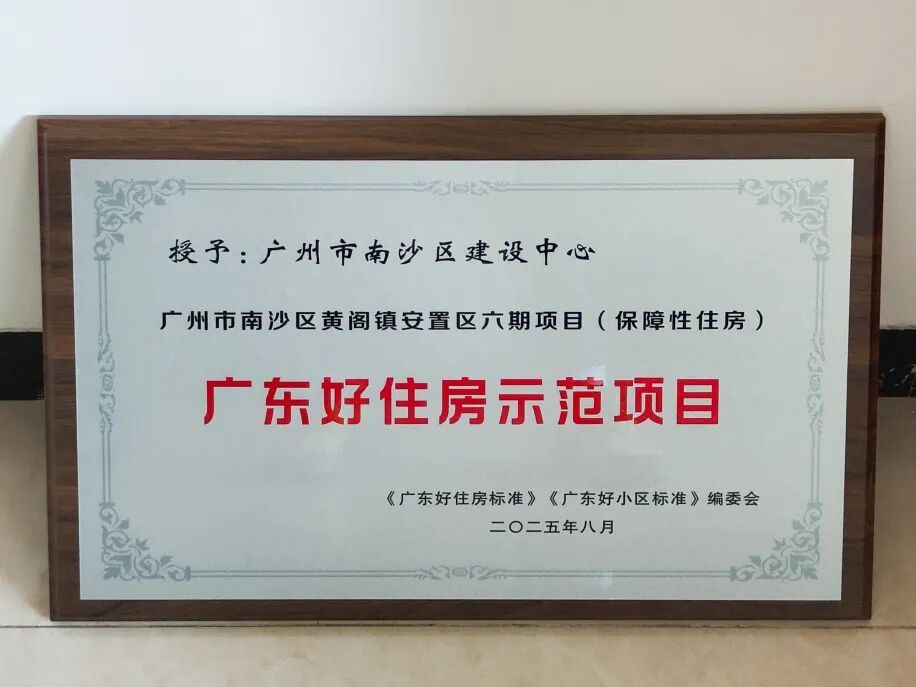 授予：广州市南沙区建设中心
广州市南沙区黄阁镇安置区六期项目（保障性住房）
广东好住房示范项目
《广东好住房标准》《广东好小区标准》编委会
二〇二五年八月